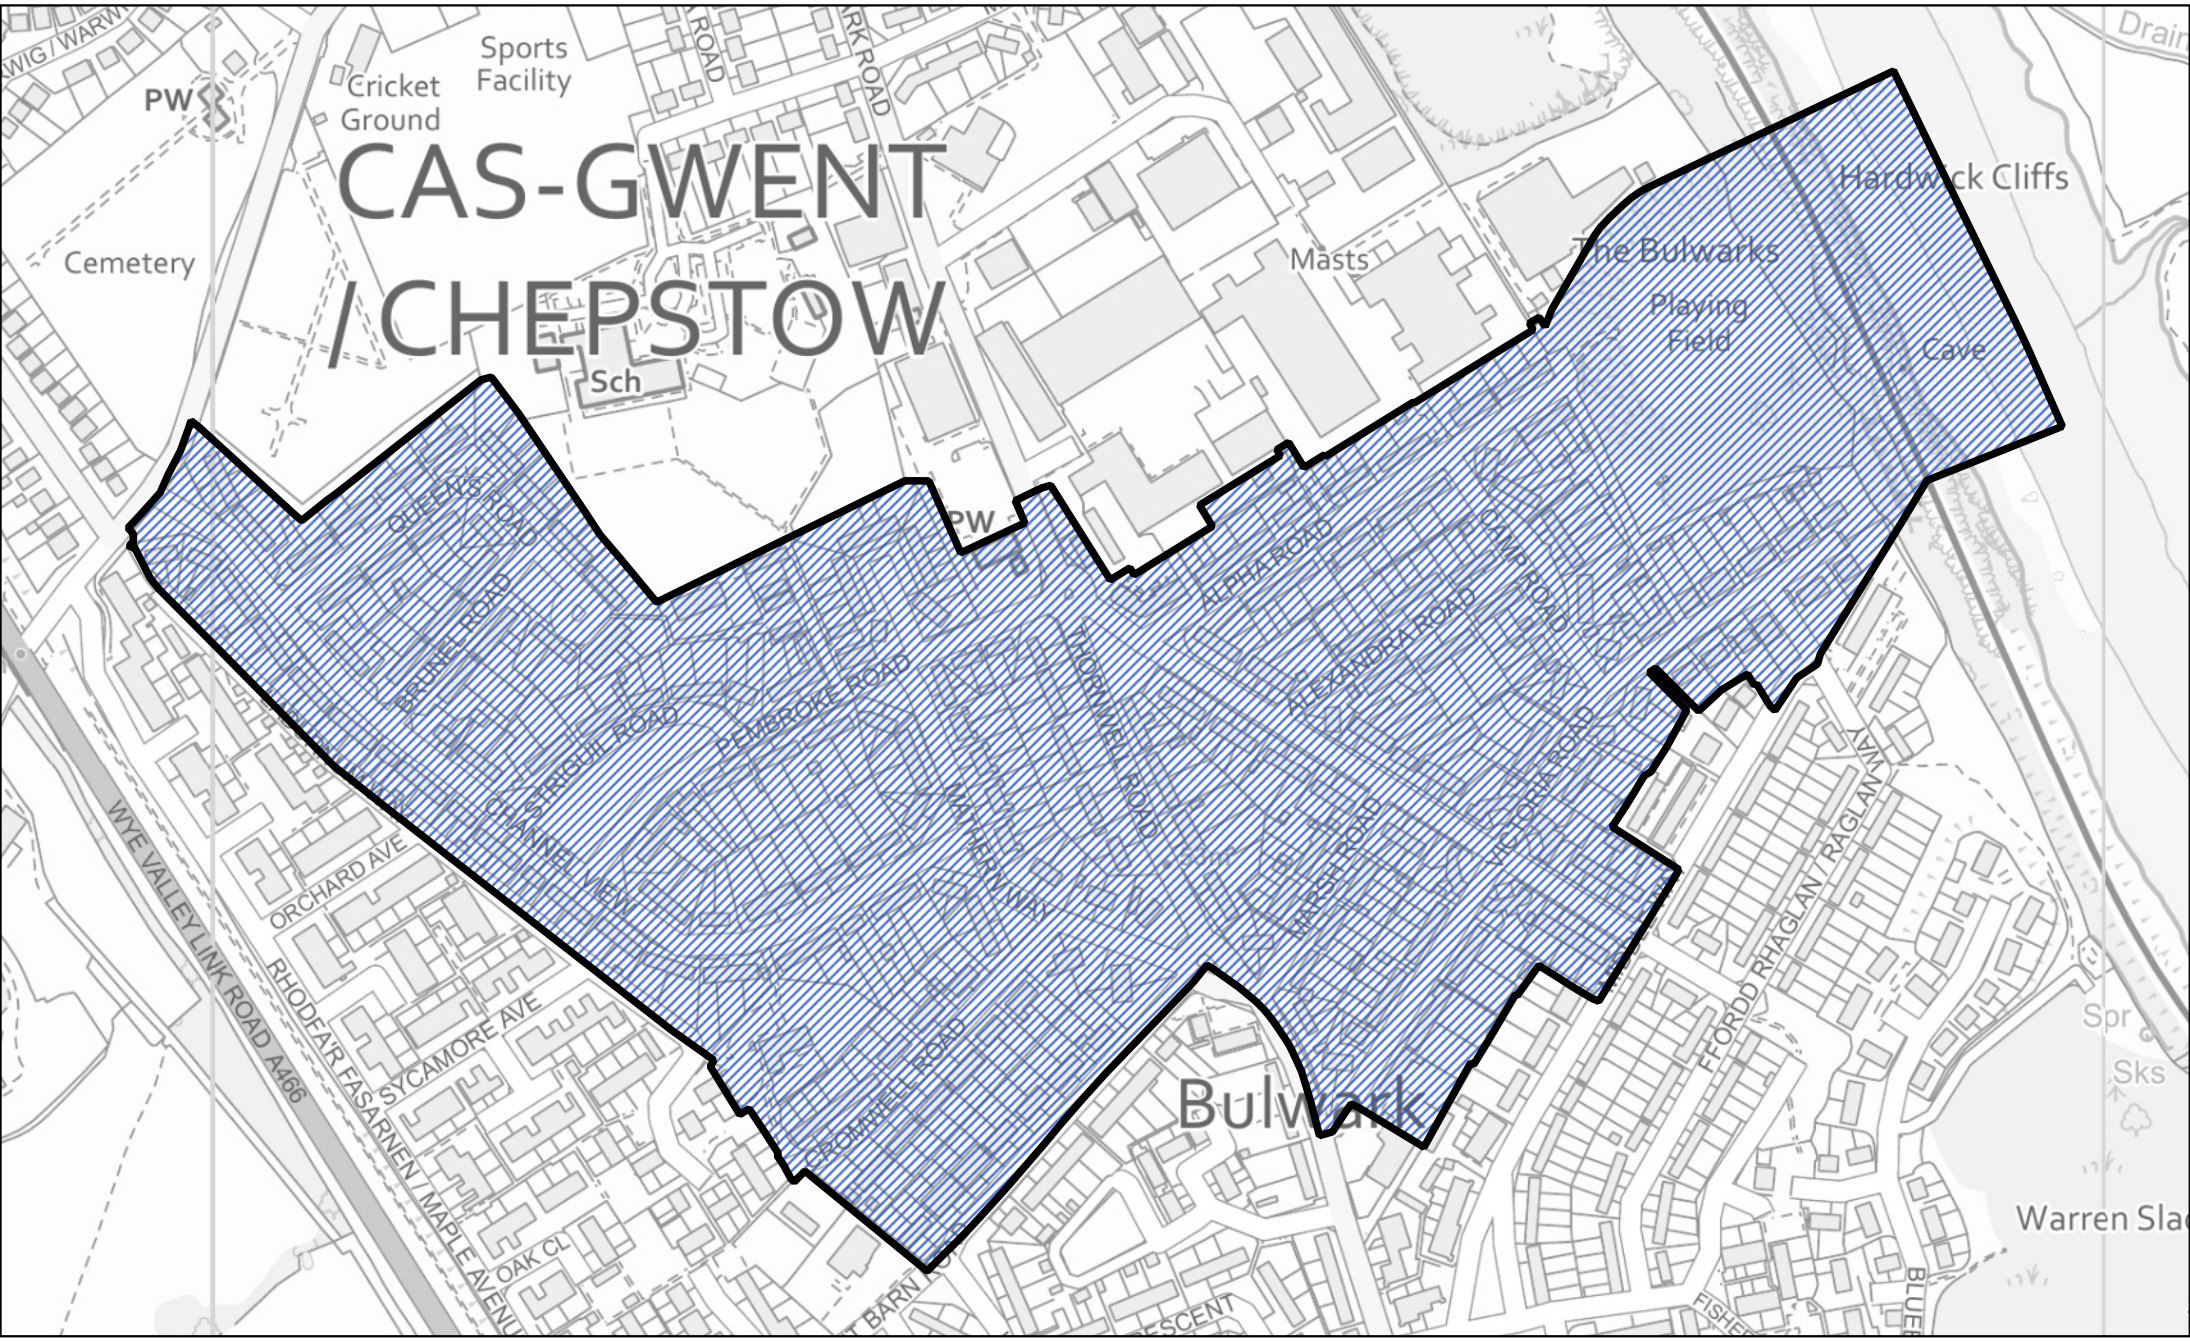 Sports
Facility
Cricket
Ground
PW
Drain
ROAD
CAS-GWENT
/CHEPSTOW
Cemetery
Sch
Masts
Hardwick Cliffs
The Bulwarks
Playing
Field
Cave
PW
QUEEN'S ROAD
BRUNEL ROAD
STRIGUIL ROAD
PEMBROKE ROAD
CHANNEL VIEW
MATHERN WAY
THORNWELL ROAD
ALPHA ROAD
ALEXANDRA ROAD
CAMP ROAD
VICTORIA ROAD
MARSH ROAD
CROMWELL ROAD
ORCHARD AVE
SYCAMORE AVE
WYE VALLEY LINK ROAD A466
RHODFA'R FASARNEN / MAPLE AVENU
OAK CL
Bulwark
FFORDD RHAGLAN / RAGLAN WAY
Spr
Sks
Warren Sla